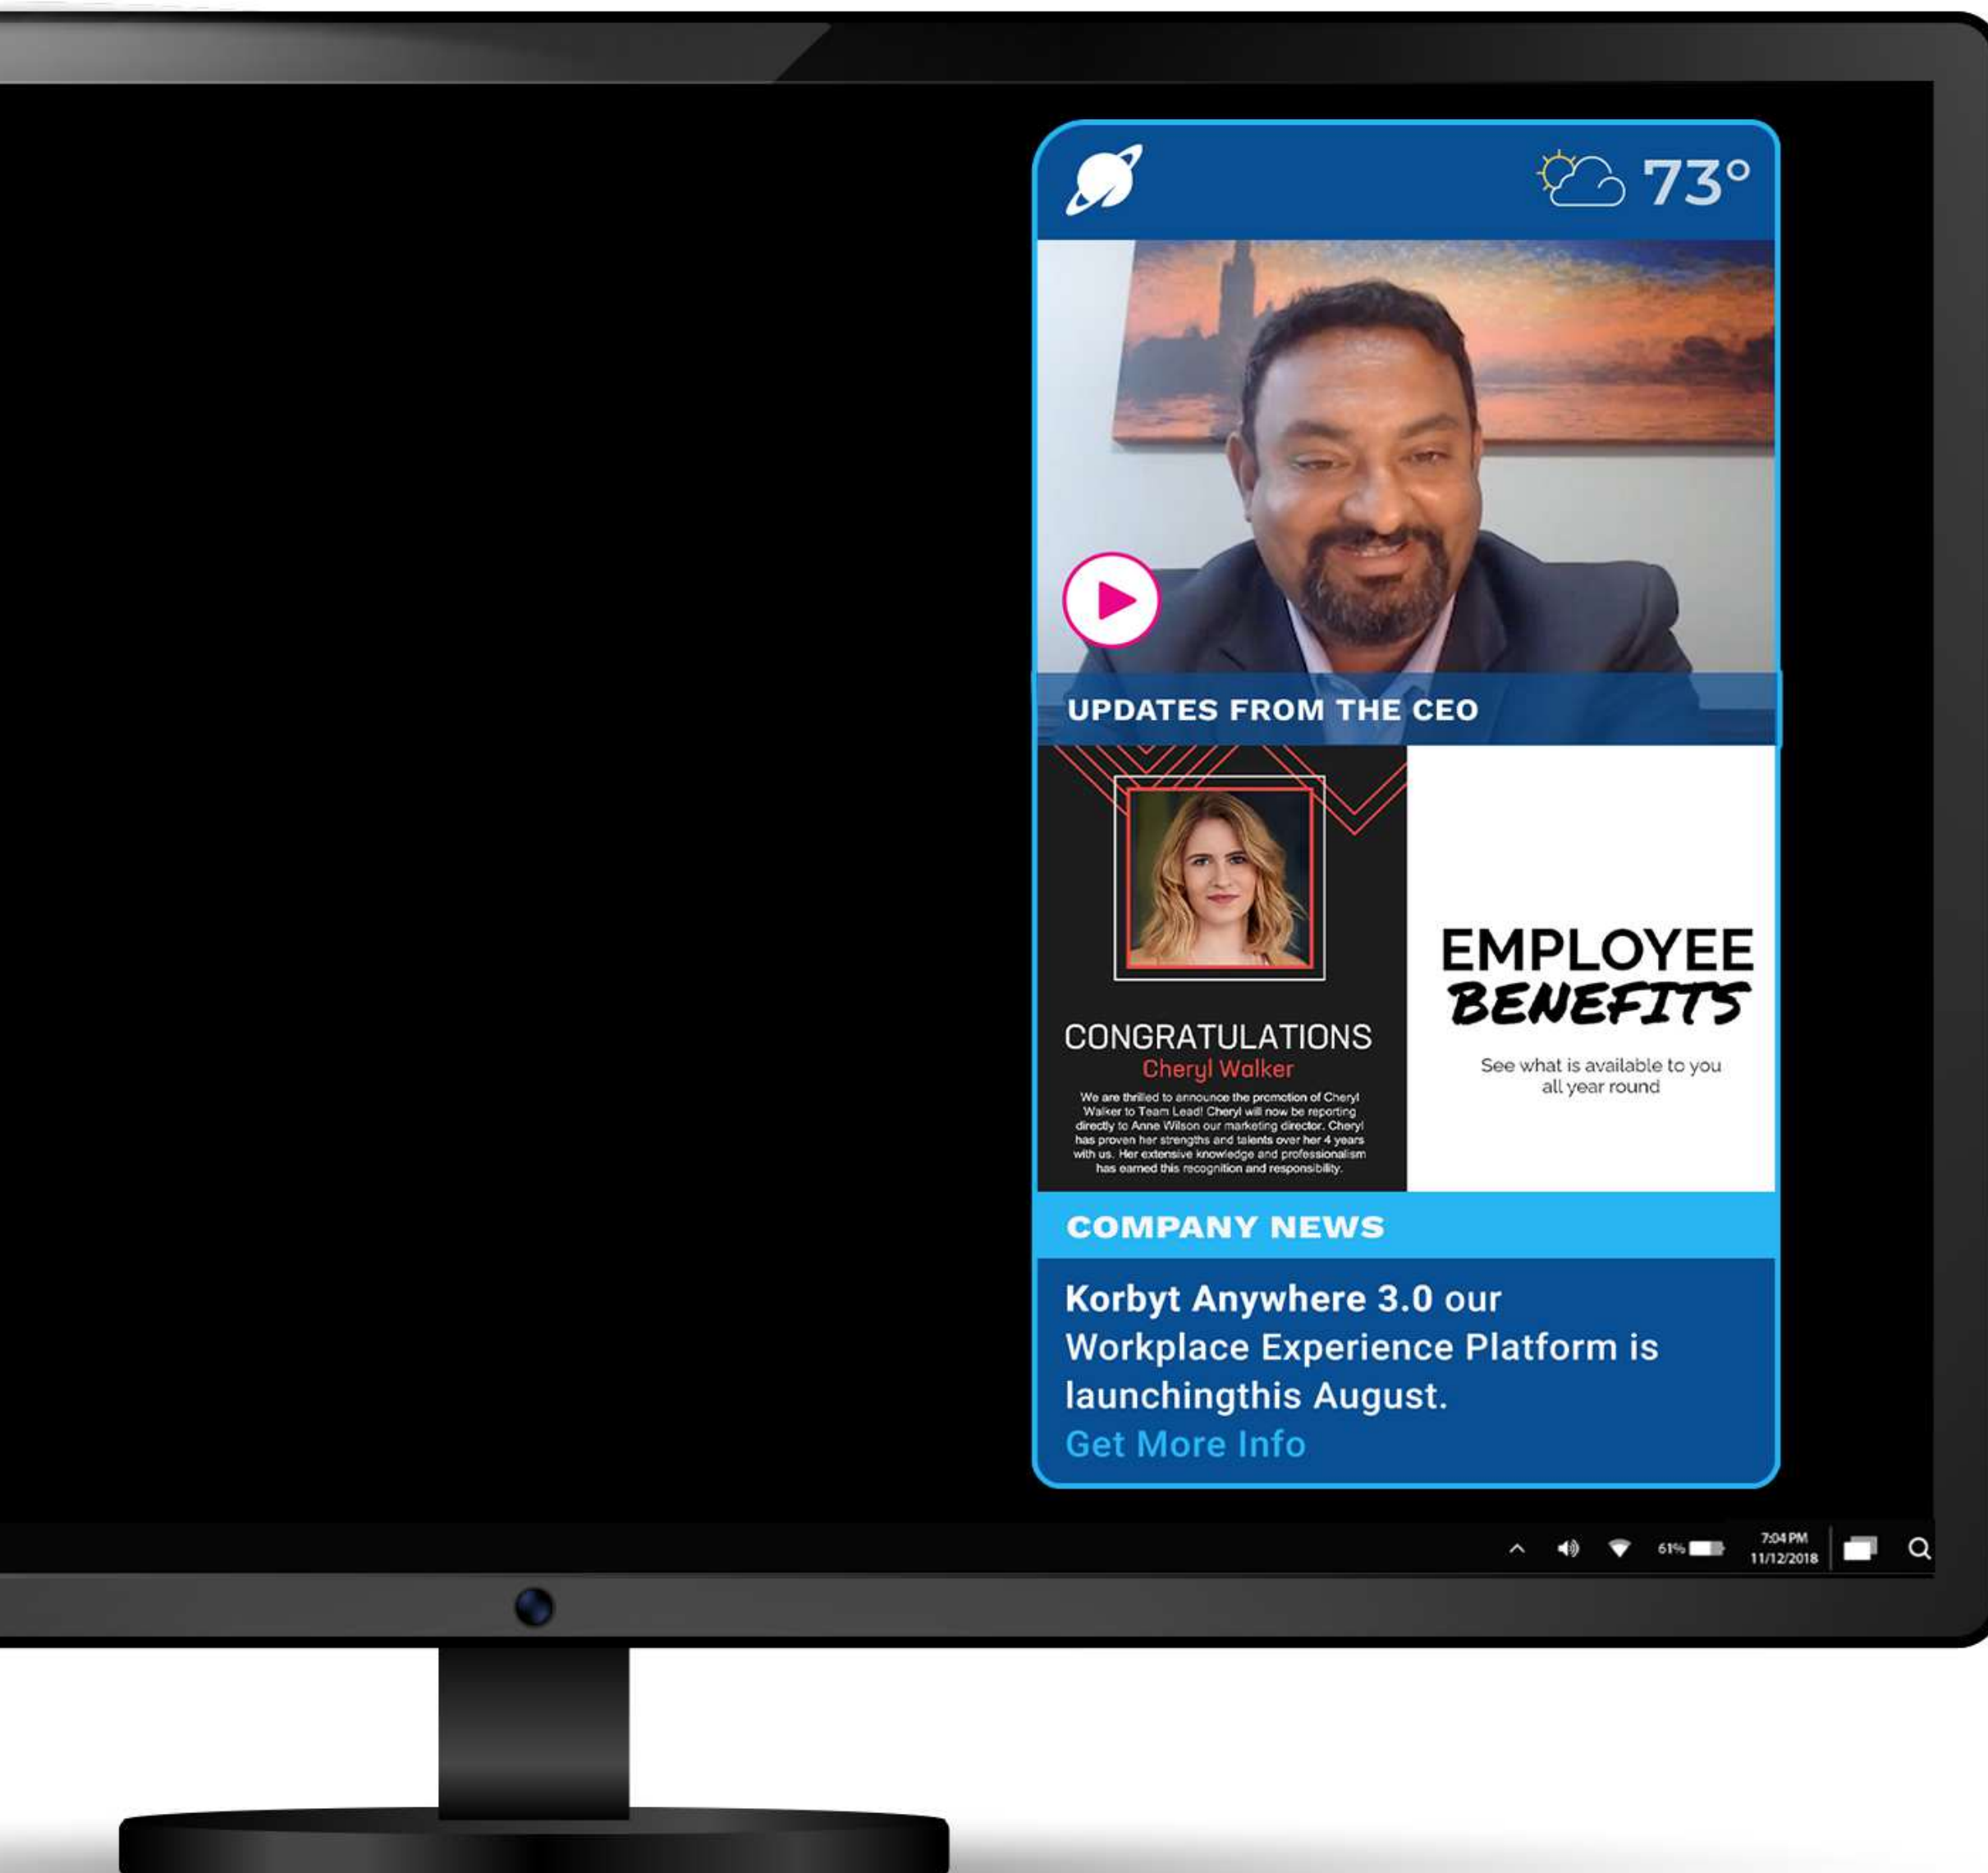 73°
UPDATES FROM THE CEO
CONGRATULATIONS
Cheryl Walker
We are thrilled to announce the promotion of Cheryl
Walker to Team Lead! Cheryl will now be reporting
directly to Anne Wilson our marketing director. Cheryl
has proven her strengths and talents over her 4 years
with us. Her extensive knowledge and professionalism
has earned this recognition and responsibility.
EMPLOYEE
BENEFITS
See what is available to you
all year round
COMPANY NEWS
Korbyt Anywhere 3.0 our
Workplace Experience Platform is
launchingthis August.
Get More Info
61%
7:04 PM
11/12/2018